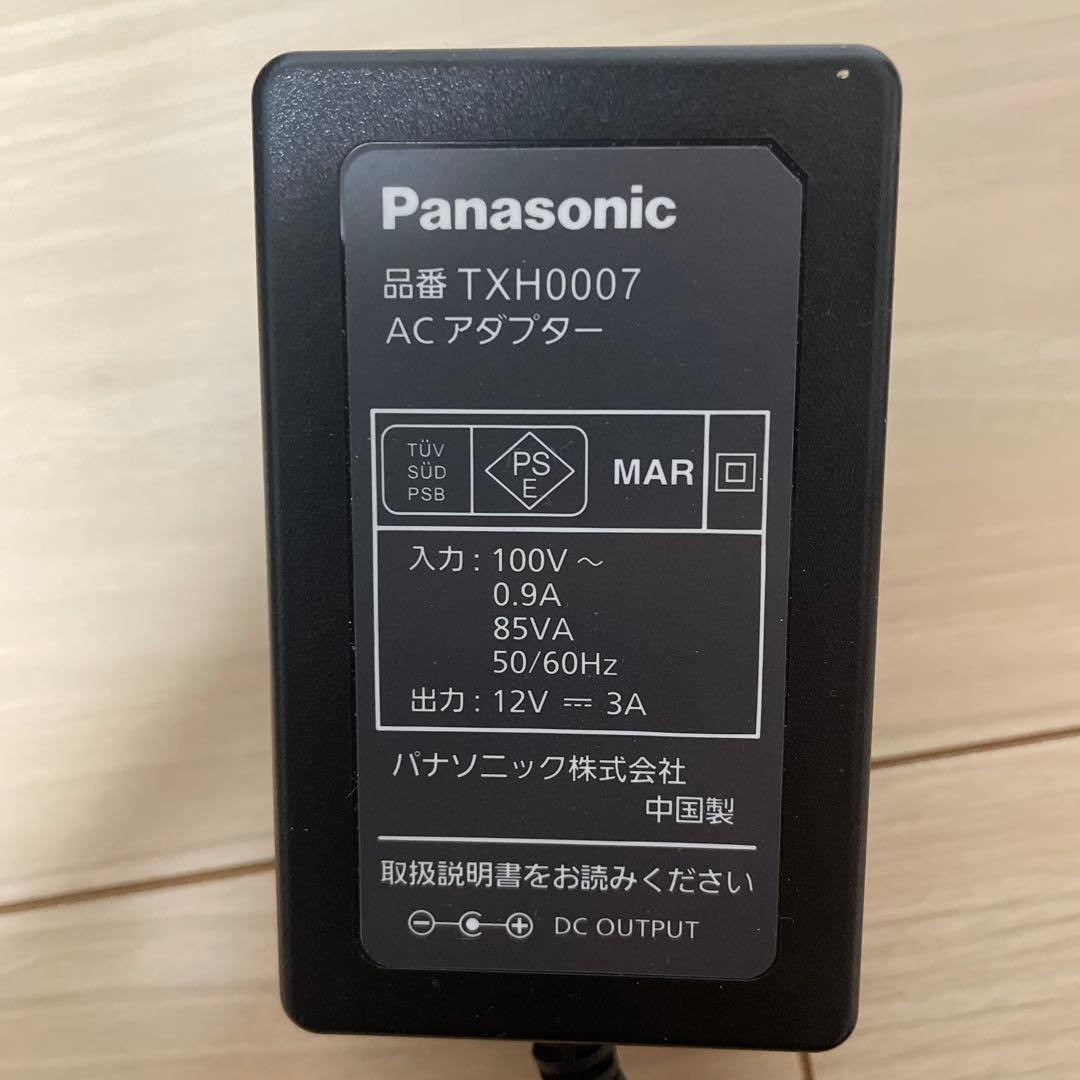 Panasonic
品番 TXH0007
AC アダプター
TÜV
SÜD
PSB
PS
E
MAR
入力 : 100V ~
0.9A
85VA
50/60Hz
出力 : 12V ⎓ 3A
パナソニック株式会社
中国製
取扱説明書をお読みください
DC OUTPUT